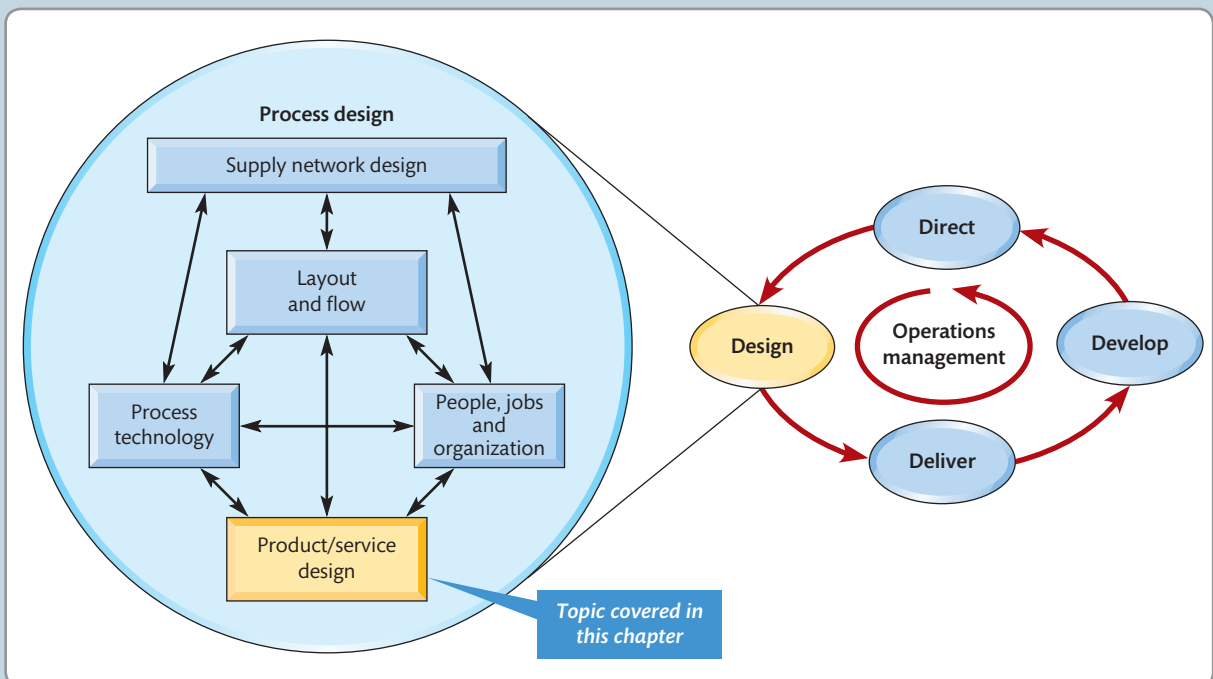 Process design
Supply network design
Layout
and flow
Process
technology
People, jobs
and
organization
Product/service
design
Topic covered in
this chapter
Direct
Design
Operations
management
Develop
Deliver